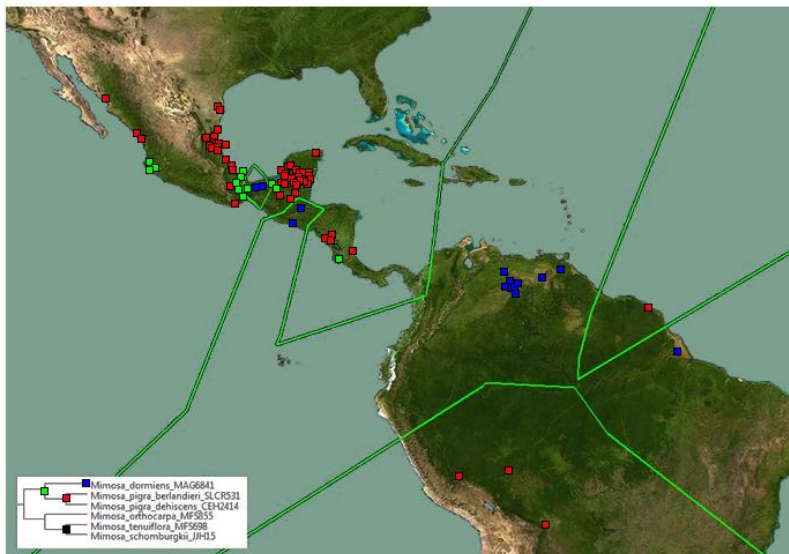 Mimosa_dormiens_MAG6841
Mimosa_pigra_berlandieri_SLCR531
Mimosa_pigra_dehiscens_CEH2414
Mimosa_orthocarpa_MFS855
Mimosa_tenuiflora_MFS698
Mimosa_schomburgkii_JJH15